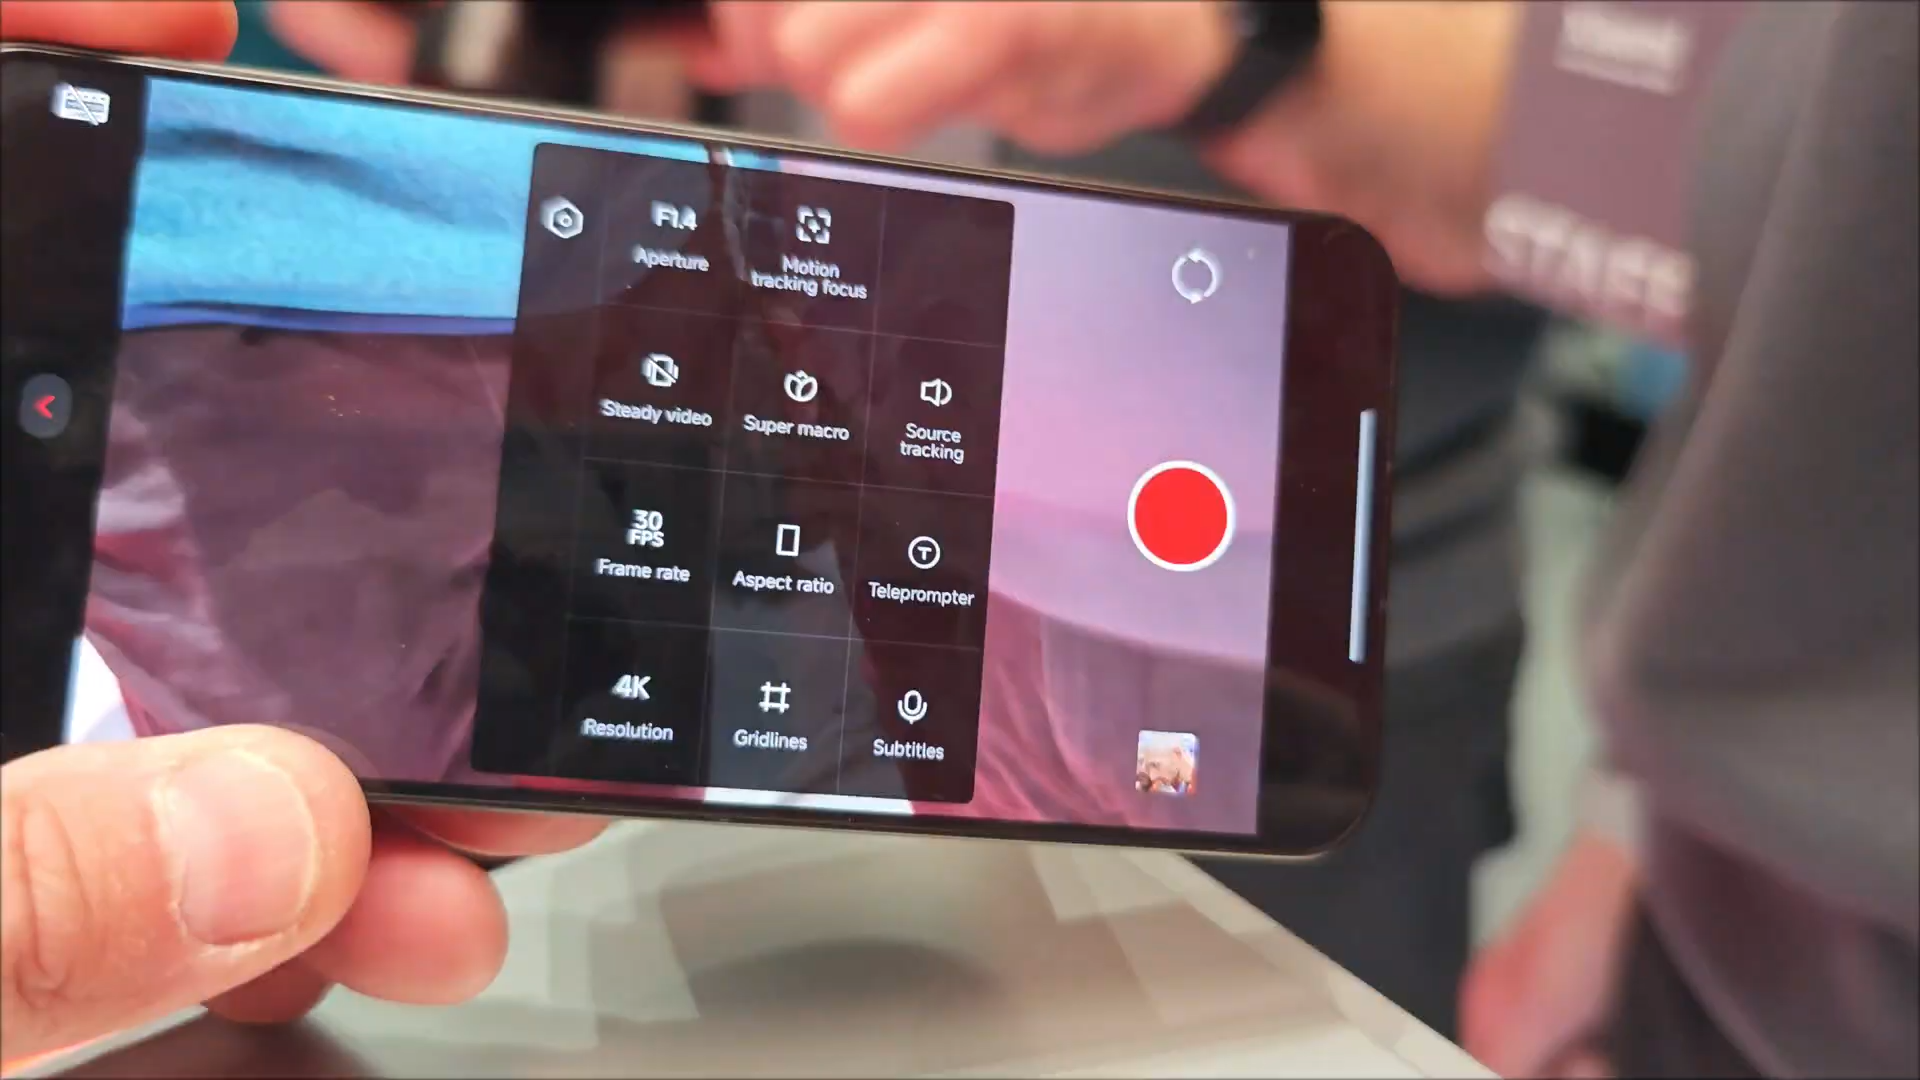 F1.4
Aperture
Motion
tracking focus
Steady video
Super macro
Source
tracking
30
FPS
Frame rate
Aspect ratio
T
Teleprompter
4K
Resolution
Gridlines
Subtitles